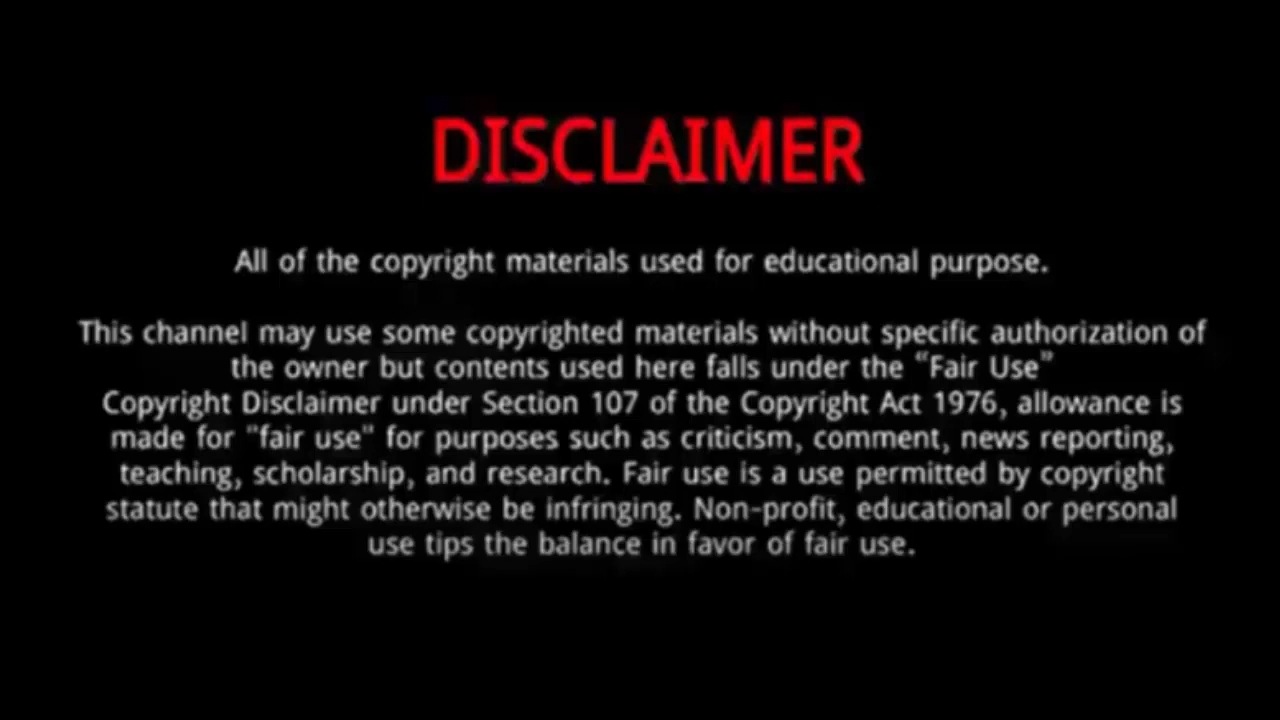 DISCLAIMER
All of the copyright materials used for educational purpose.
This channel may use some copyrighted materials without specific authorization of
the owner but contents used here falls under the “Fair Use”
Copyright Disclaimer under Section 107 of the Copyright Act 1976, allowance is
made for "fair use" for purposes such as criticism, comment, news reporting,
teaching, scholarship, and research. Fair use is a use permitted by copyright
statute that might otherwise be infringing. Non-profit, educational or personal
use tips the balance in favor of fair use.